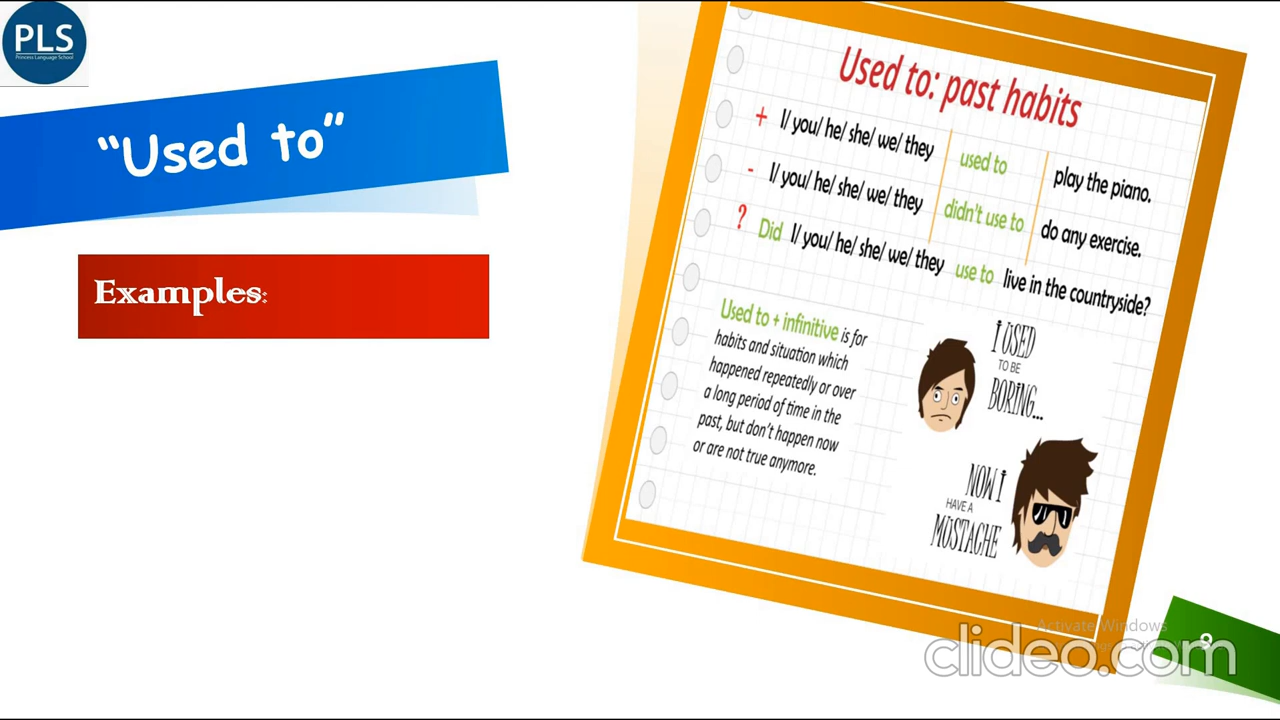 PLS
Princess Language School
“Used to”
Examples:
Used to: past habits
+ I/ you/ he/ she/ we/ they used to play the piano.
- I/ you/ he/ she/ we/ they didn't use to do any exercise.
? Did I/ you/ he/ she/ we/ they use to live in the countryside?
Used to + infinitive is for
habits and situation which
happened repeatedly or over
a long period of time in the
past, but don't happen now
or are not true anymore.
I USED
TO BE
BORING...
NOW I
HAVE A
MUSTACHE
Activate Windows
clideo.com